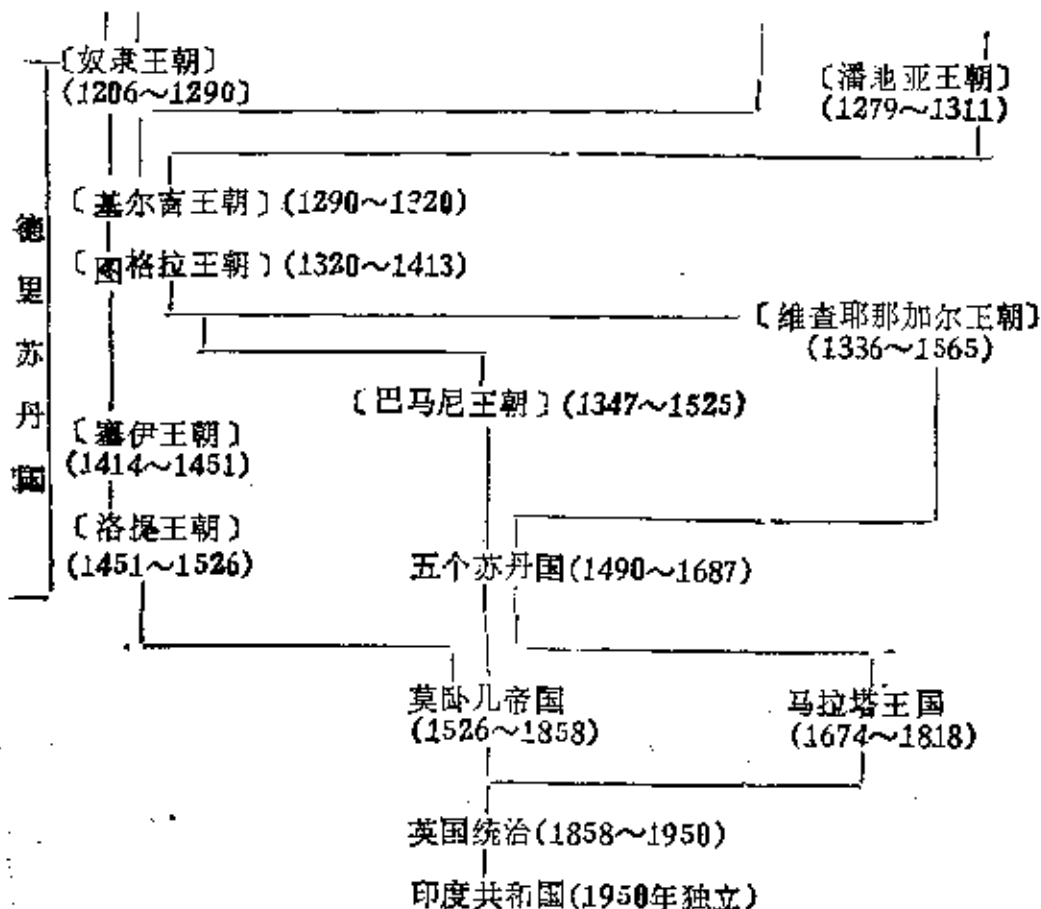 〔奴隶王朝〕
(1206～1290)
〔潘地亚王朝〕
(1279～1311)
〔基尔奇王朝〕(1290～1320)
〔图格拉王朝〕(1320～1413)
德里苏丹国
〔维查耶那加尔王朝〕
(1336～1565)
〔巴马尼王朝〕(1347～1525)
〔塞伊王朝〕
(1414～1451)
〔洛提王朝〕
(1451～1526)
五个苏丹国(1490～1687)
莫卧儿帝国
(1526～1858)
马拉塔王国
(1674～1818)
英国统治(1858～1950)
印度共和国(1950年独立)